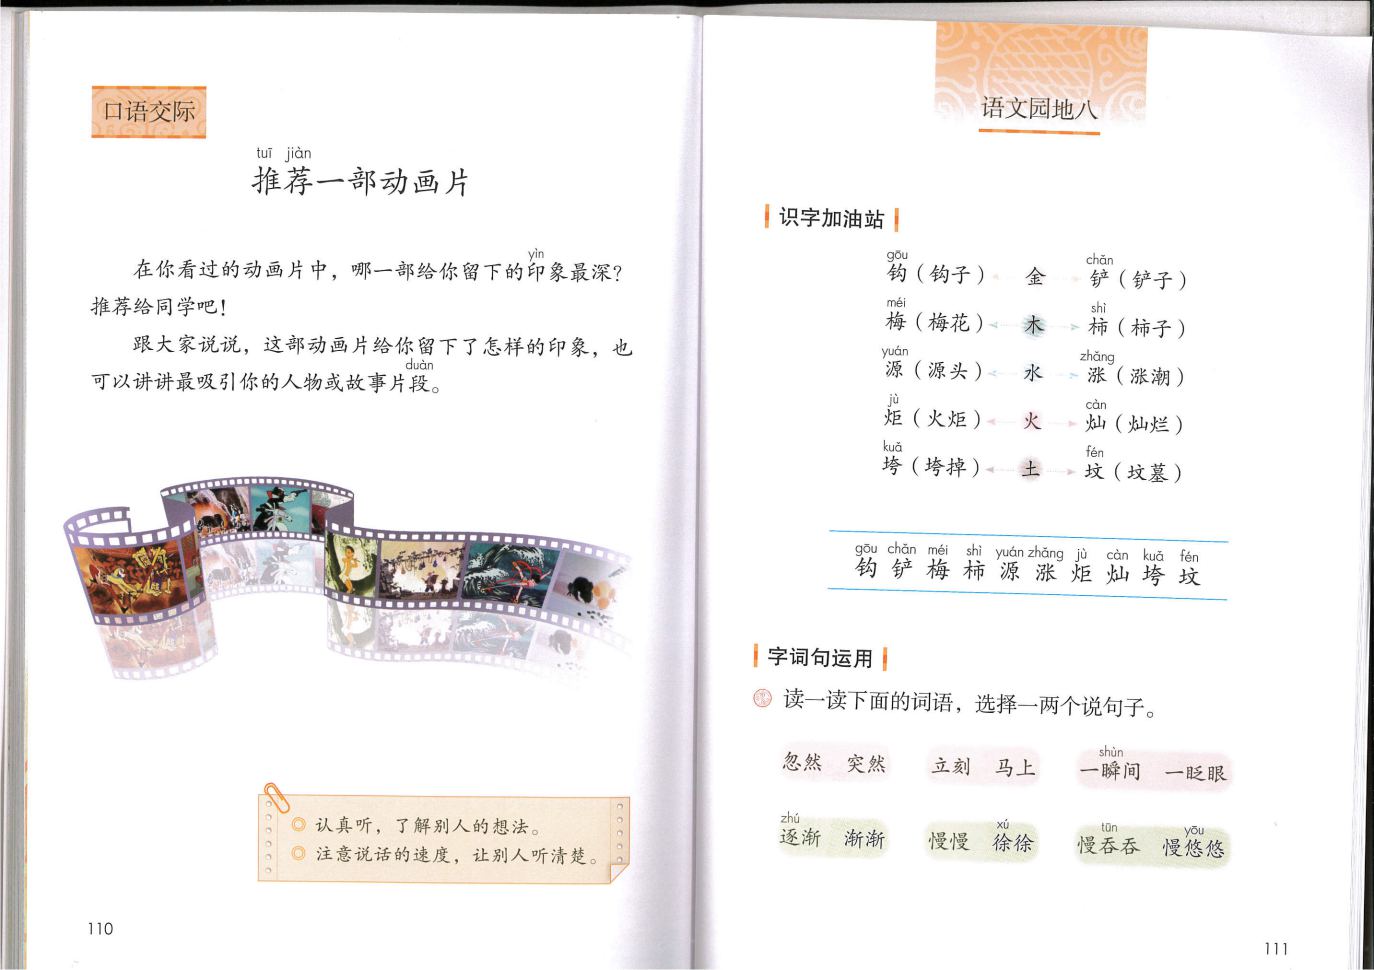 口语交际
tuī jiàn
推荐一部动画片
yìn
在你看过的动画片中，哪一部给你留下的印象最深？
推荐给同学吧！
跟大家说说，这部动画片给你留下了怎样的印象，也
duàn
可以讲讲最吸引你的人物或故事片段。
认真听，了解别人的想法。
注意说话的速度，让别人听清楚。
110
语文园地八
识字加油站
gōu chǎn
钩（钩子） 金 铲（铲子）
méi shì
梅（梅花） 木 柿（柿子）
yuán zhǎng
源（源头） 水 涨（涨潮）
jù càn
炬（火炬） 火 灿（灿烂）
kuǎ fén
垮（垮掉） 土 坟（坟墓）
gōu chǎn méi shì yuán zhǎng jù càn kuǎ fén
钩 铲 梅 柿 源 涨 炬 灿 垮 坟
字词句运用
读一读下面的词语，选择一两个说句子。
shùn
忽然 突然 立刻 马上 一瞬间 一眨眼
zhú xú tūn yōu
逐渐 渐渐 慢慢 徐徐 慢吞吞 慢悠悠
111